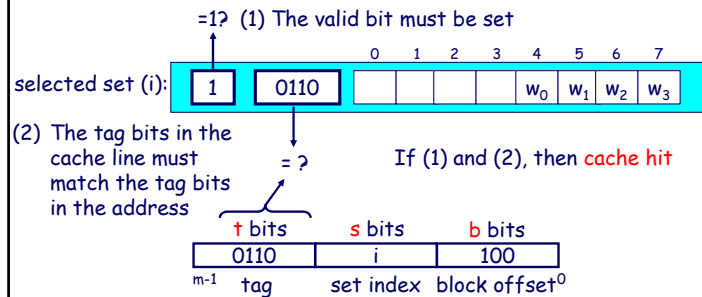 =1? (1) The valid bit must be set
0 1 2 3 4 5 6 7
selected set (i): 1 0110 w0 w1 w2 w3
(2) The tag bits in the
cache line must
match the tag bits
in the address
= ?
If (1) and (2), then cache hit
t bits s bits b bits
0110 i 100
m-1 tag set index block offset 0